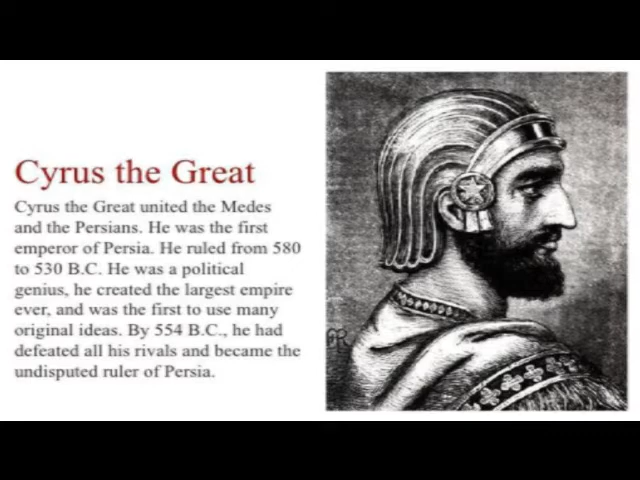 Cyrus the Great
Cyrus the Great united the Medes
and the Persians. He was the first
emperor of Persia. He ruled from 580
to 530 B.C. He was a political
genius, he created the largest empire
ever, and was the first to use many
original ideas. By 554 B.C., he had
defeated all his rivals and became the
undisputed ruler of Persia.